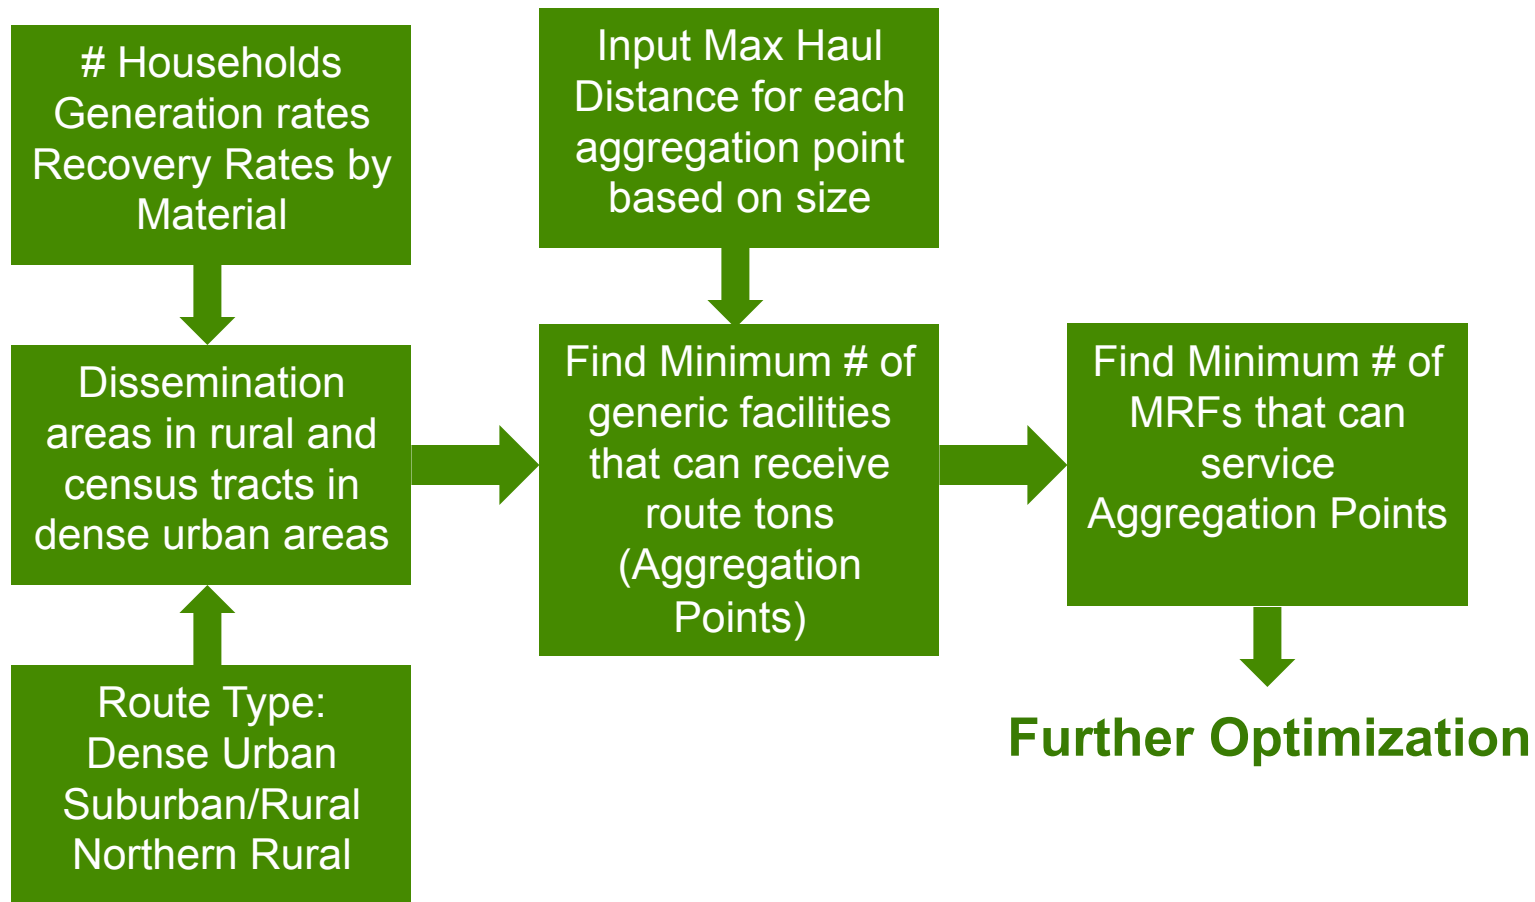 # Households
Generation rates
Recovery Rates by
Material
Input Max Haul
Distance for each
aggregation point
based on size
Dissemination
areas in rural and
census tracts in
dense urban areas
Find Minimum # of
generic facilities
that can receive
route tons
(Aggregation
Points)
Find Minimum # of
MRFs that can
service
Aggregation Points
Route Type:
Dense Urban
Suburban/Rural
Northern Rural
Further Optimization